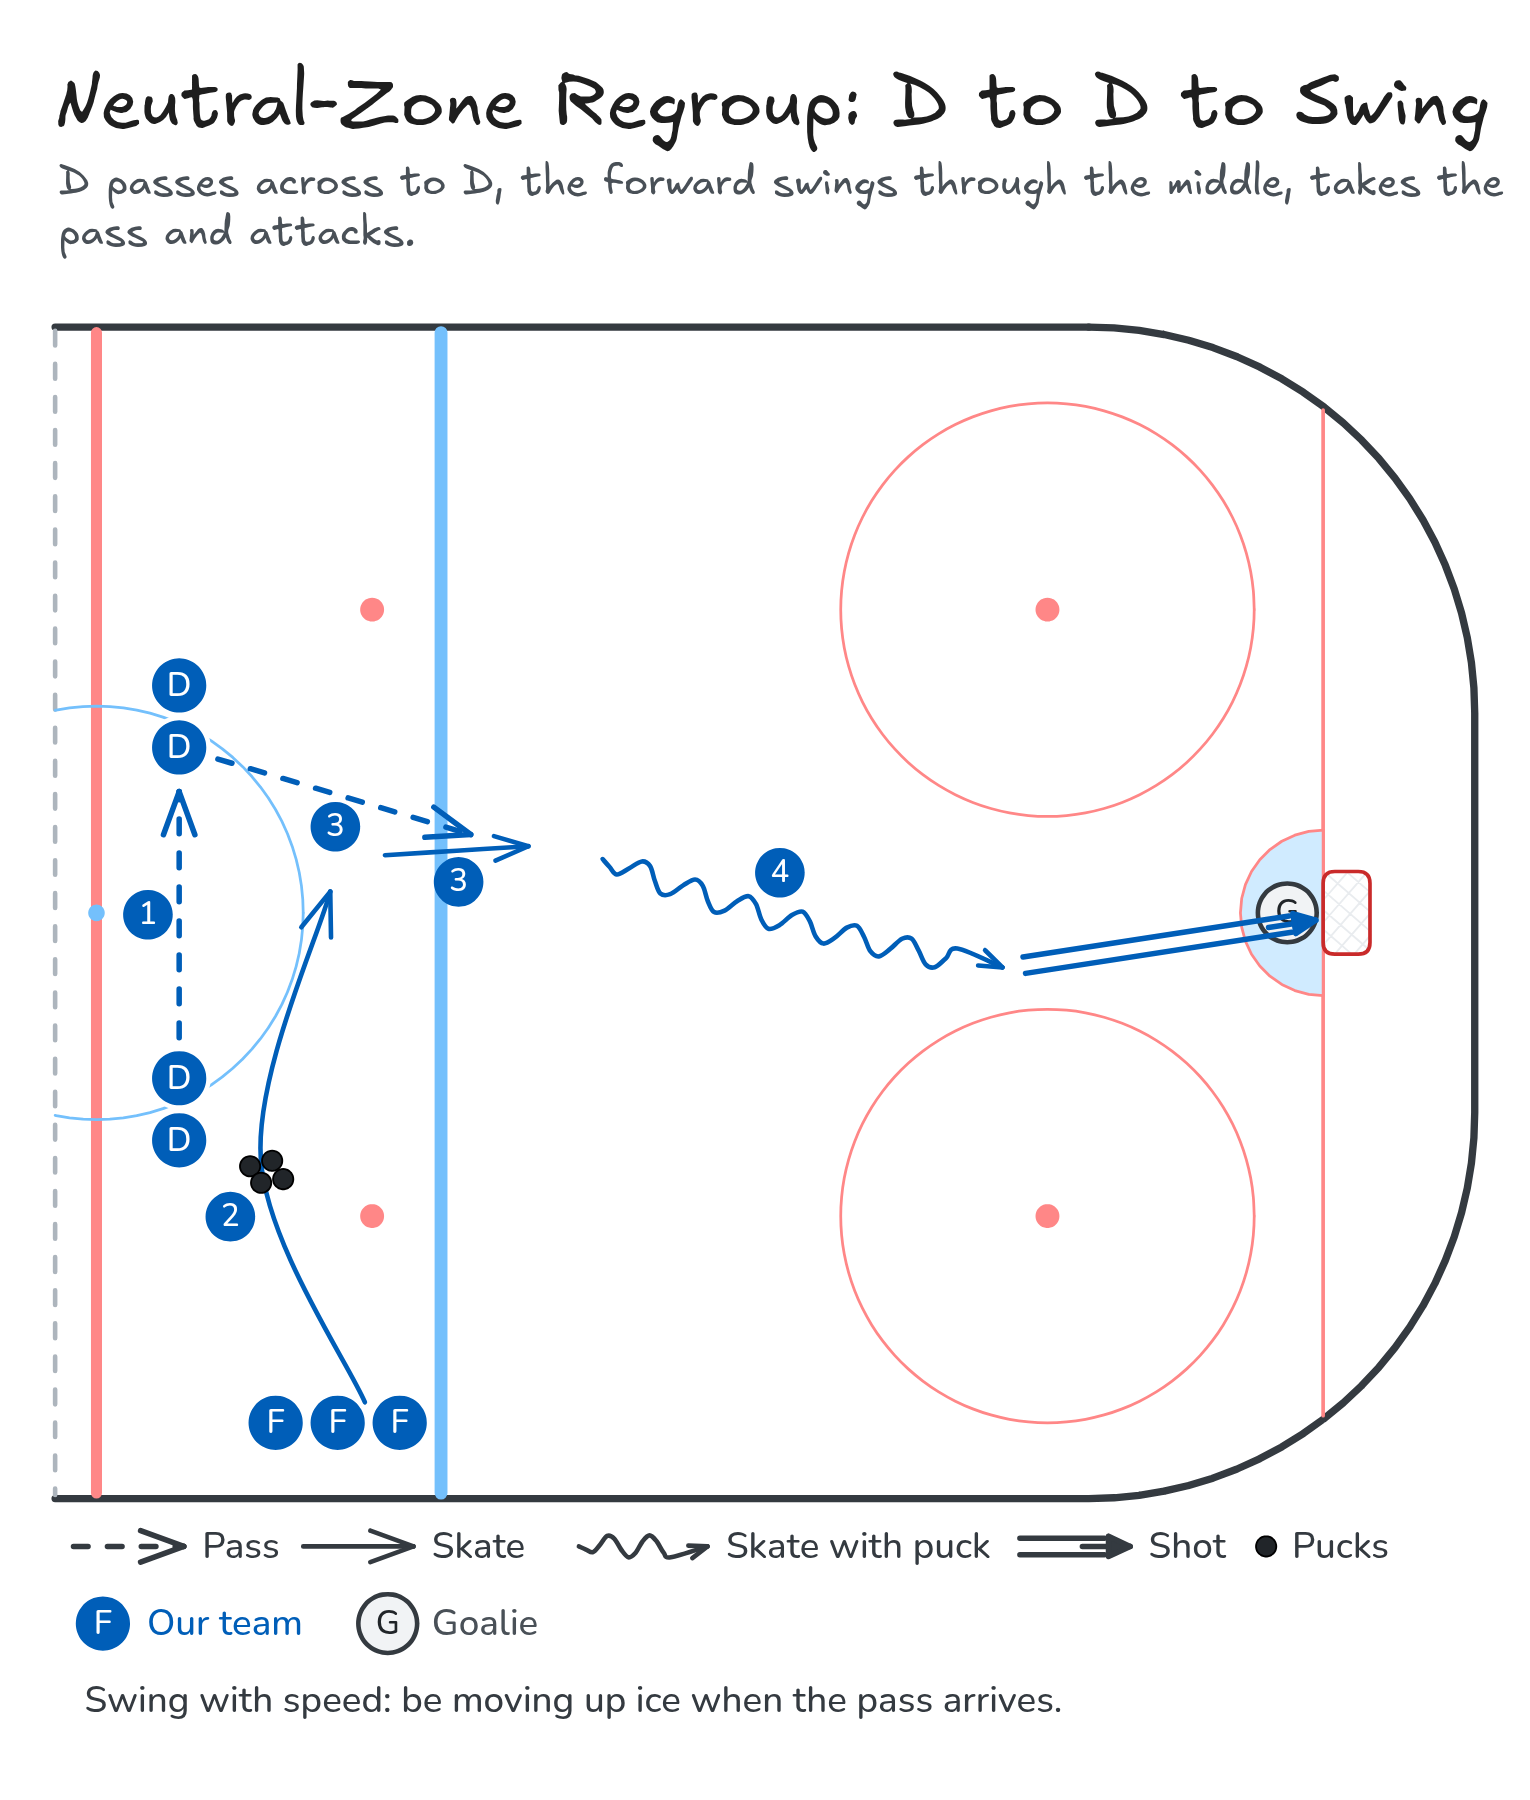 Neutral-Zone Regroup: D to D to Swing
D passes across to D, the forward swings through the middle, takes the
pass and attacks.
D
D
3
3
4
1
G
D
D
2
F F F
Pass Skate Skate with puck Shot Pucks
F Our team G Goalie
Swing with speed: be moving up ice when the pass arrives.